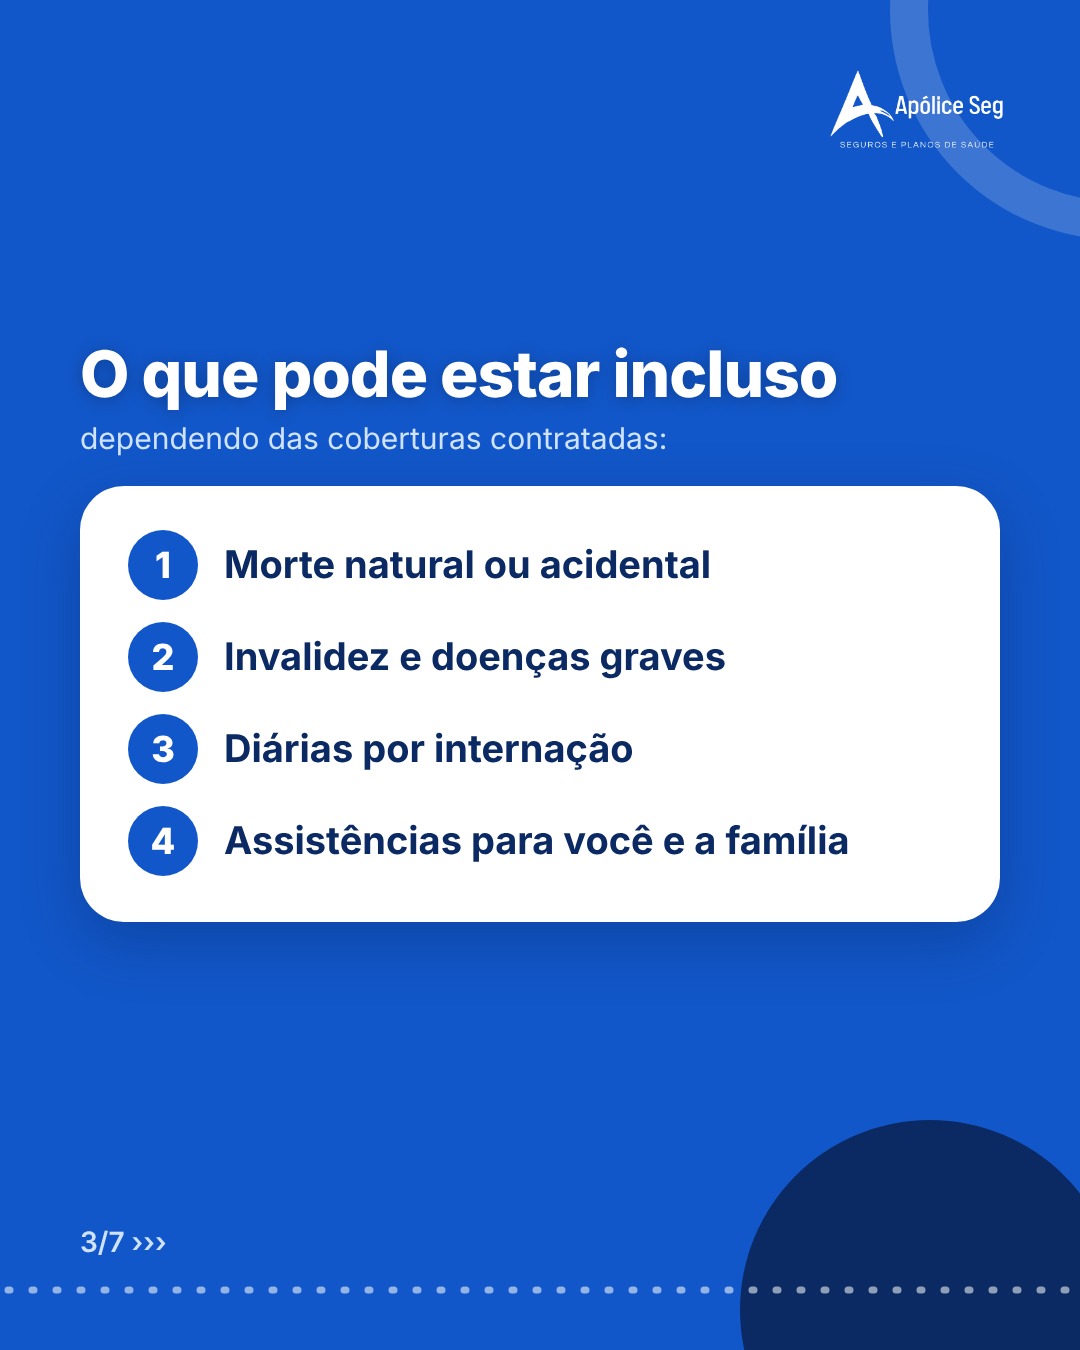 Apólice Seg
SEGUROS E PLANOS DE SAÚDE
O que pode estar incluso
dependendo das coberturas contratadas:
1 Morte natural ou acidental
2 Invalidez e doenças graves
3 Diárias por internação
4 Assistências para você e a família
3/7 ›››